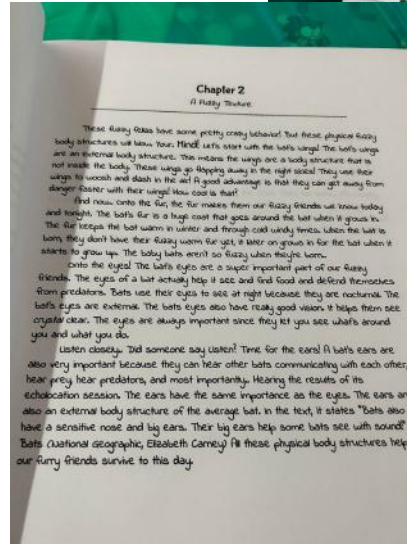 Chapter 2
A Fuzzy Texture
These fuzzy fellas have some pretty crazy behavior! But these physical fuzzy
body structures will blow Your Mind! Let's start with the bat's wings! The bat's wings
are an external body structure. This means the wings are a body structure that is
not inside the body. These wings go flapping away in the night skies! They use their
wings to woosh and dash in the air! A good advantage is that they can get away from
danger faster with their wings! How cool is that?
And now, onto the fur, the fur makes them our fuzzy friends we know today
and tonight. The bat's fur is a huge coat that goes around the bat when it grows in.
The fur keeps the bat warm in winter and through cold windy times. When the bat is
born, they don't have their fuzzy warm fur yet, it later on grows in for the bat when it
starts to grow up. The baby bats aren't so fuzzy when they're born...
Onto the eyes! The bat's eyes are a super important part of our fuzzy
friends. The eyes of a bat actually help it see and find food and defend themselves
from predators. Bats use their eyes to see at night because they are nocturnal. The
bat's eyes are external. The bats eyes also have really good vision. It helps them see
crystal clear. The eyes are always important since they let you see what's around
you and what you do.
Listen closely... Did someone say Listen? Time for the ears! A bat's ears are
also very important because they can hear other bats communicating with each other,
hear prey, hear predators, and most importantly... Hearing the results of its
echolocation session. The ears have the same importance as the eyes. The ears are
also an external body structure of the average bat. In the text, it states "Bats also
have a sensitive nose and big ears. Their big ears help some bats see with sound!"
Bats (National Geographic, Elizabeth Carney) All these physical body structures help
our furry friends survive to this day.